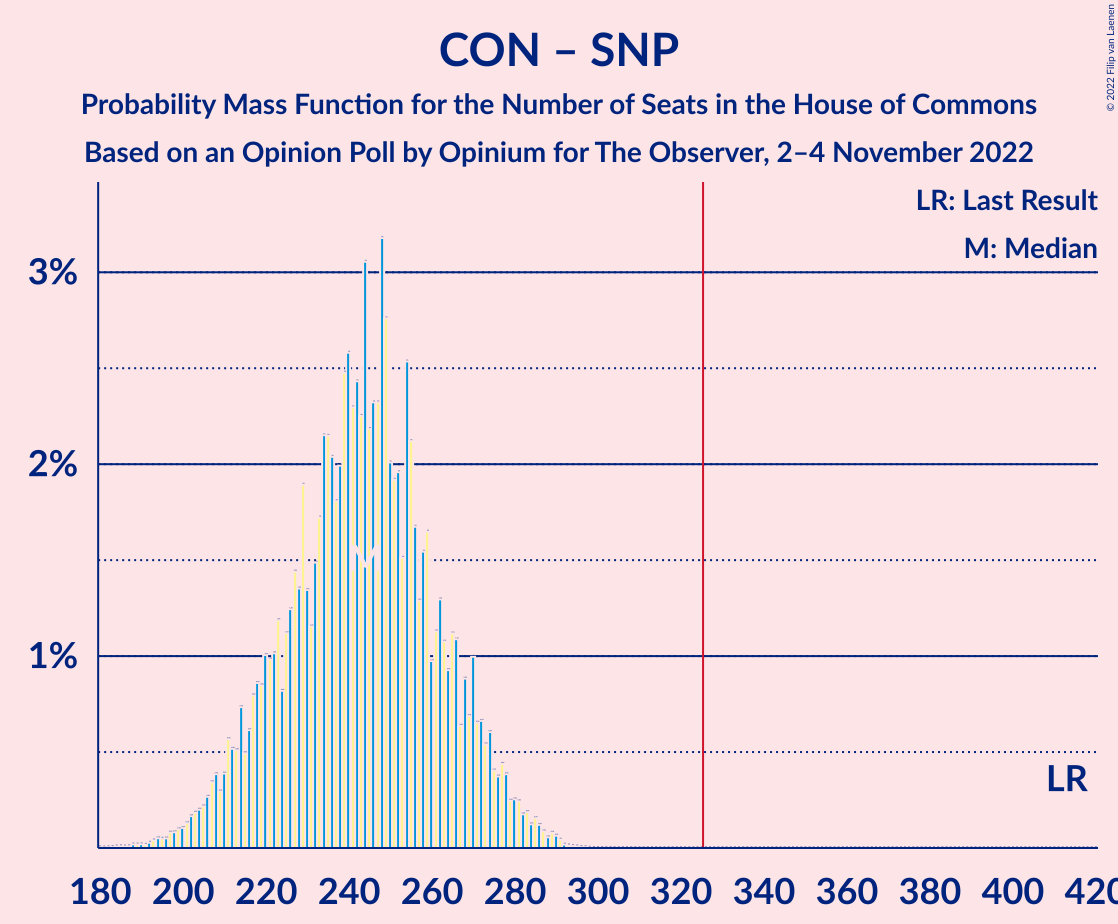 CON – SNP
Probability Mass Function for the Number of Seats in the House of Commons
Based on an Opinion Poll by Opinium for The Observer, 2–4 November 2022
© 2022 Filip van Laenen
LR: Last Result
M: Median
3%
2%
1%
M
LR
180 200 220 240 260 280 300 320 340 360 380 400 420